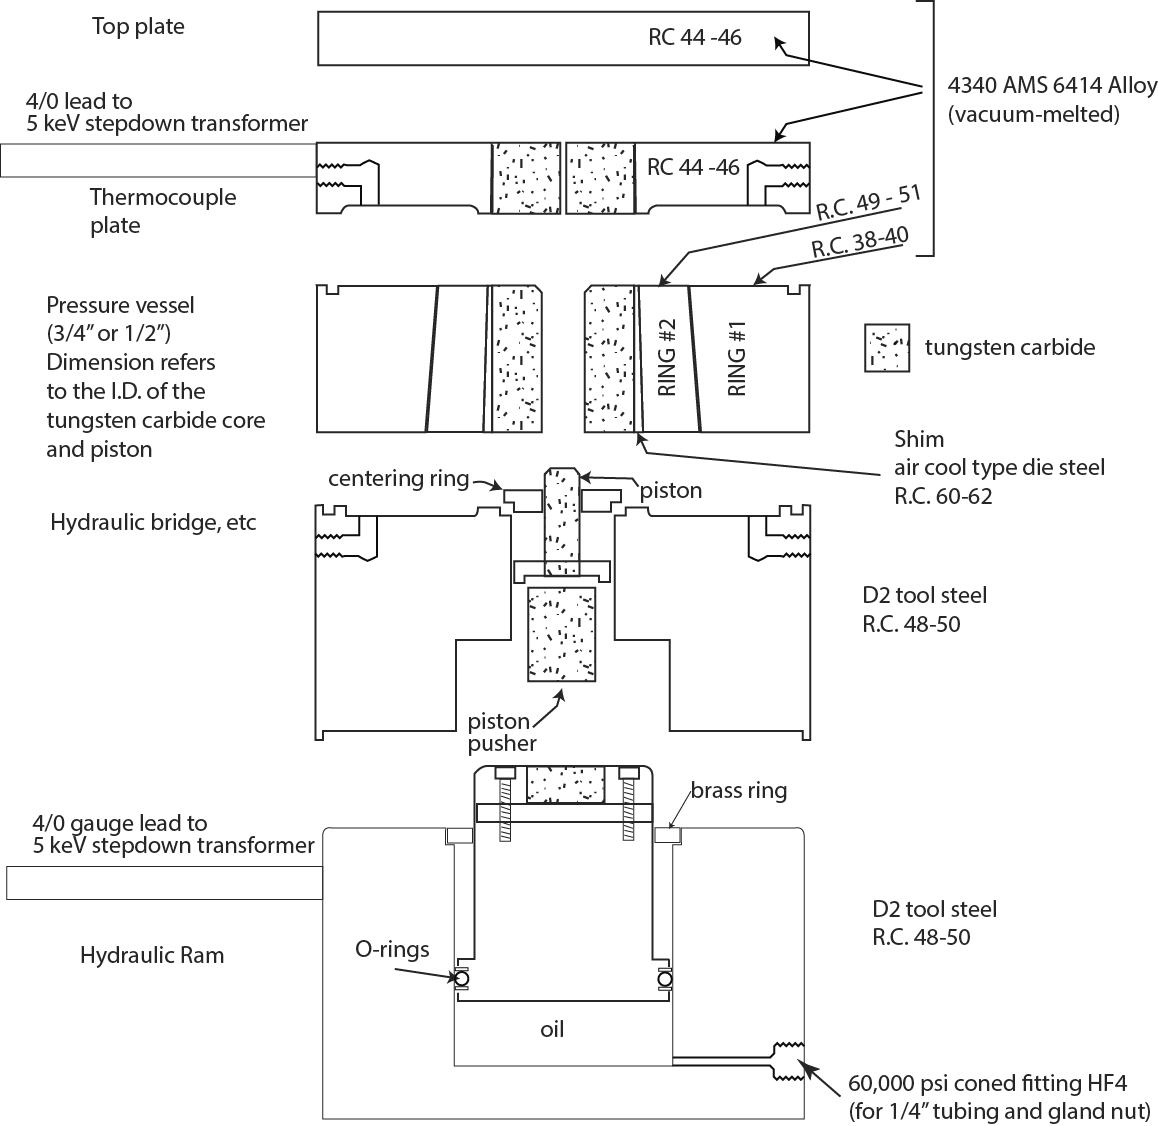 Top plate
RC 44 -46
4340 AMS 6414 Alloy
(vacuum-melted)
4/0 lead to
5 keV stepdown transformer
RC 44 -46
Thermocouple
plate
R.C. 49 - 51
R.C. 38-40
Pressure vessel
(3/4” or 1/2”)
Dimension refers
to the I.D. of the
tungsten carbide core
and piston
RING #2
RING #1
tungsten carbide
Shim
air cool type die steel
R.C. 60-62
centering ring
piston
Hydraulic bridge, etc
D2 tool steel
R.C. 48-50
piston
pusher
brass ring
4/0 gauge lead to
5 keV stepdown transformer
D2 tool steel
R.C. 48-50
Hydraulic Ram
O-rings
oil
60,000 psi coned fitting HF4
(for 1/4” tubing and gland nut)